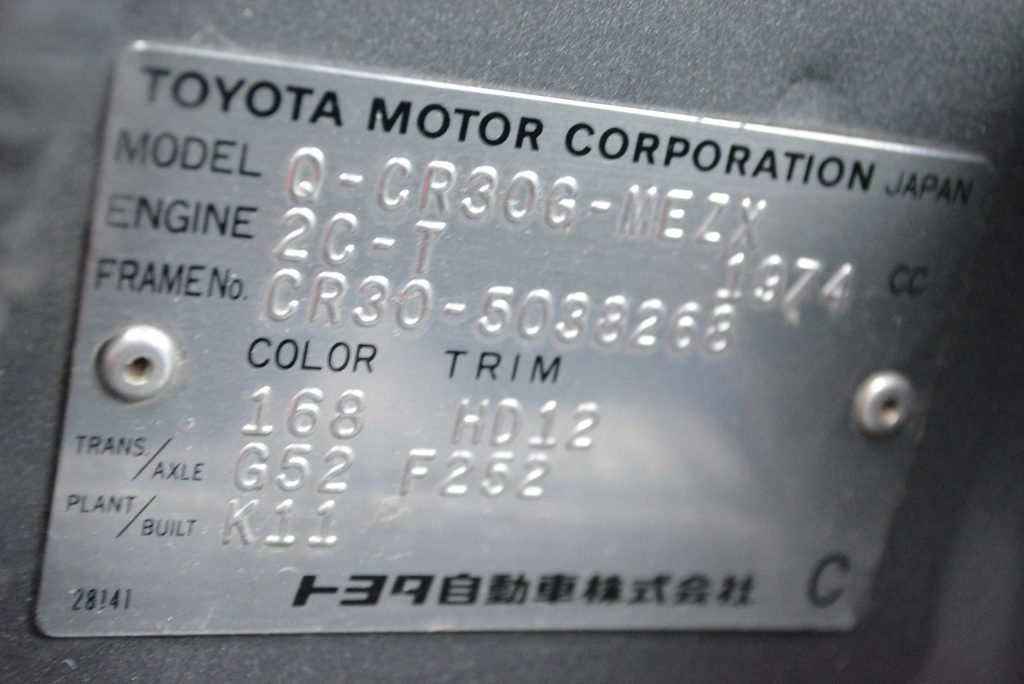 TOYOTA MOTOR CORPORATION JAPAN
MODEL Q-CR30G-MEZX
ENGINE 2C-T 1974 CC
FRAME No. CR30-5038268
COLOR TRIM
168 HD12
TRANS/AXLE G52 F252
PLANT/BUILT K11
28141 トヨタ自動車株式会社 C